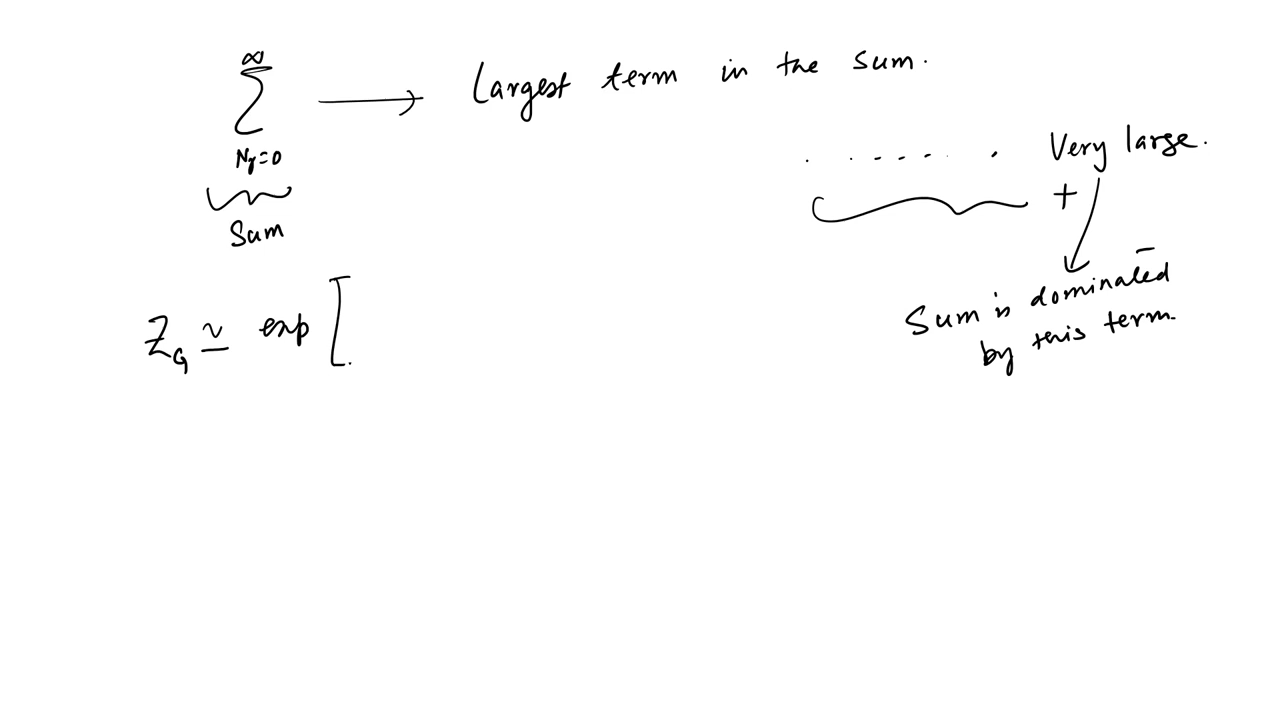 ∞
∑ ⟶ Largest term in the sum.
Nγ=0
Sum
. . - - - . . Very large.
+
Sum is dominated
by this term.
Z_G ≃ exp [